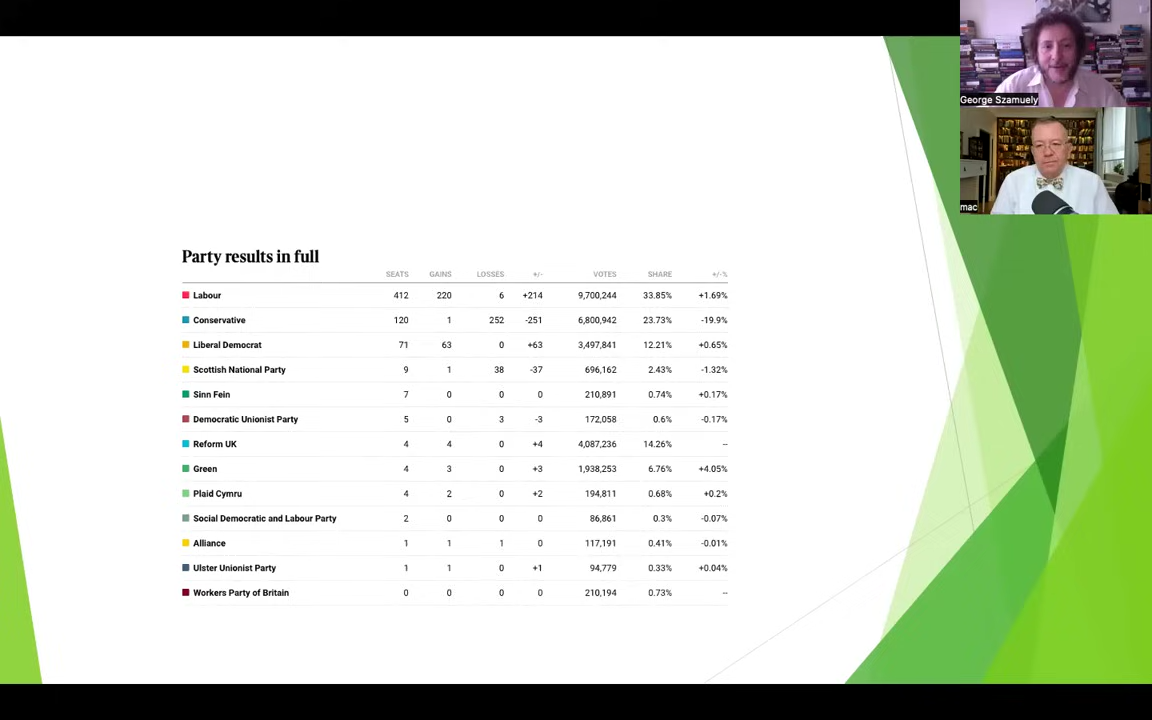 George Szamuely
mac
Party results in full
SEATS GAINS LOSSES +/- VOTES SHARE +/-%
Labour 412 220 6 +214 9,700,244 33.85% +1.69%
Conservative 120 1 252 -251 6,800,942 23.73% -19.9%
Liberal Democrat 71 63 0 +63 3,497,841 12.21% +0.65%
Scottish National Party 9 1 38 -37 696,162 2.43% -1.32%
Sinn Fein 7 0 0 0 210,891 0.74% +0.17%
Democratic Unionist Party 5 0 3 -3 172,058 0.6% -0.17%
Reform UK 4 4 0 +4 4,087,236 14.26% --
Green 4 3 0 +3 1,938,253 6.76% +4.05%
Plaid Cymru 4 2 0 +2 194,811 0.68% +0.2%
Social Democratic and Labour Party 2 0 0 0 86,861 0.3% -0.07%
Alliance 1 1 1 0 117,191 0.41% -0.01%
Ulster Unionist Party 1 1 0 +1 94,779 0.33% +0.04%
Workers Party of Britain 0 0 0 0 210,194 0.73% --